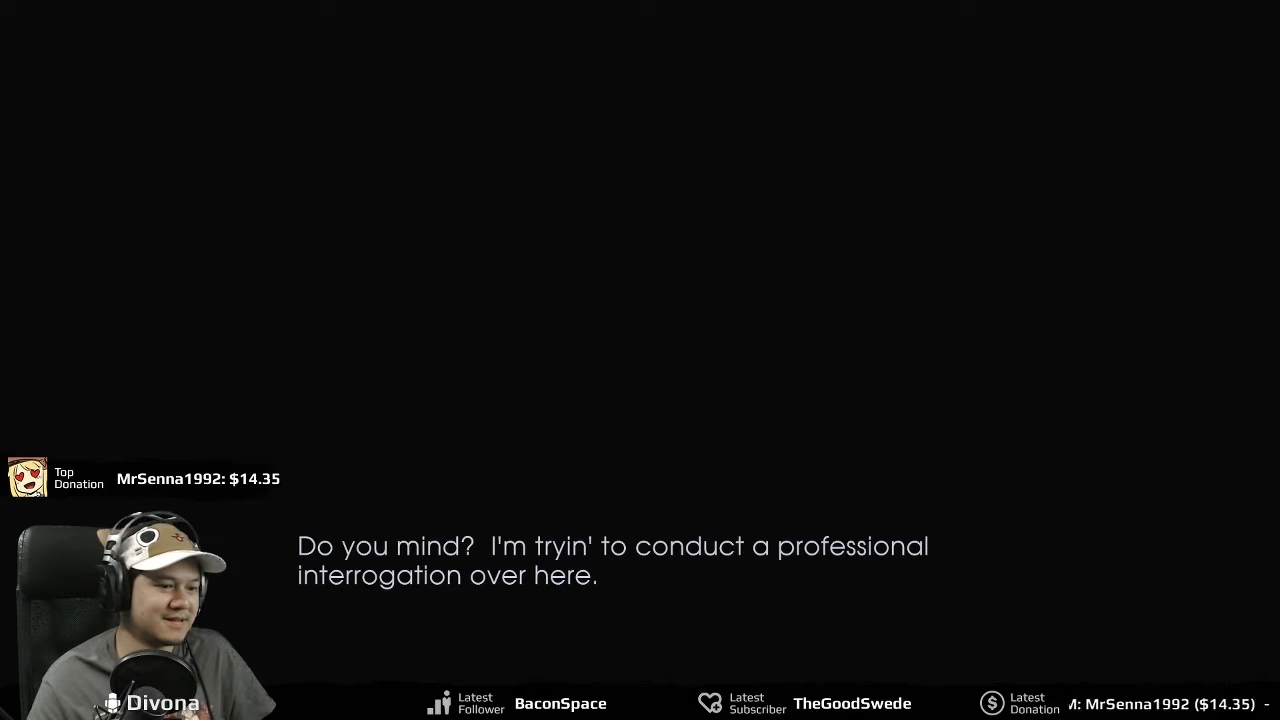 Top
Donation
MrSenna1992: $14.35
Do you mind?  I'm tryin' to conduct a professional
interrogation over here.
Divona
Latest
Follower
BaconSpace
Latest
Subscriber
TheGoodSwede
Latest
Donation
: MrSenna1992 ($14.35) -